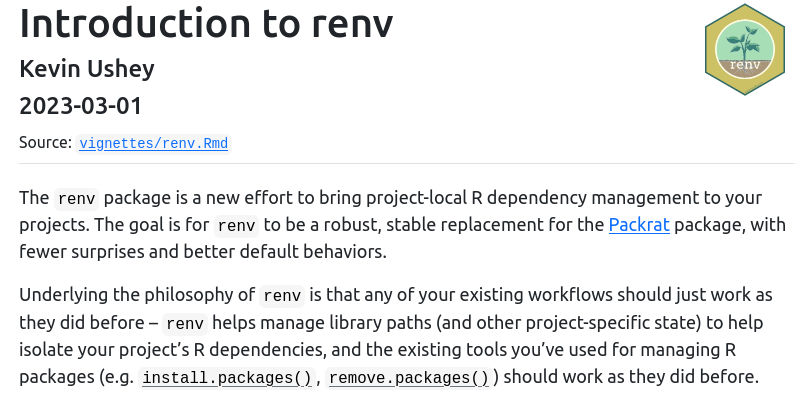 Introduction to renv
renv
Kevin Ushey
2023-03-01
Source: vignettes/renv.Rmd
The renv package is a new effort to bring project-local R dependency management to your
projects. The goal is for renv to be a robust, stable replacement for the Packrat package, with
fewer surprises and better default behaviors.
Underlying the philosophy of renv is that any of your existing workflows should just work as
they did before – renv helps manage library paths (and other project-specific state) to help
isolate your project’s R dependencies, and the existing tools you’ve used for managing R
packages (e.g. install.packages(), remove.packages()) should work as they did before.